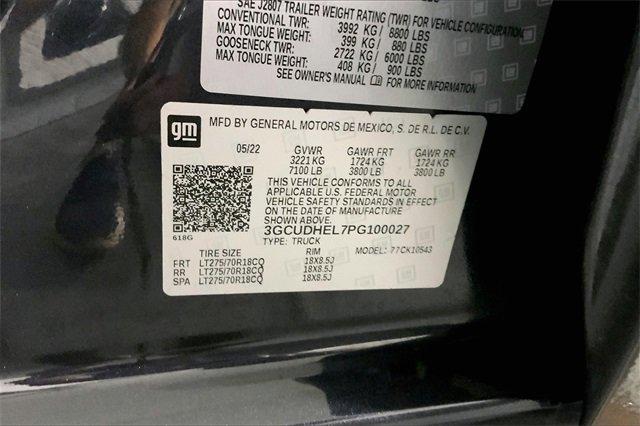 SAE J2807 TRAILER WEIGHT RATING (TWR) FOR VEHICLE CONFIGURATION
CONVENTIONAL TWR: 3992 KG / 8800 LBS
MAX TONGUE WEIGHT: 399 KG / 880 LBS
GOOSENECK TWR: 2722 KG / 6000 LBS
MAX TONGUE WEIGHT: 408 KG / 900 LBS
SEE OWNER'S MANUAL FOR MORE INFORMATION
gm
MFD BY GENERAL MOTORS DE MEXICO, S. DE R.L. DE C.V.
05/22 GVWR GAWR FRT GAWR RR
3221 KG 1724 KG 1724 KG
7100 LB 3800 LB 3800 LB
THIS VEHICLE CONFORMS TO ALL
APPLICABLE U.S. FEDERAL MOTOR
VEHICLE SAFETY STANDARDS IN EFFECT
ON THE DATE OF MANUFACTURE
SHOWN ABOVE.
618G
3GCUDHEL7PG100027
TYPE: TRUCK MODEL: 77CK10543
TIRE SIZE RIM
FRT LT275/70R18CQ 18X8.5J
RR LT275/70R18CQ 18X8.5J
SPA LT275/70R18CQ 18X8.5J